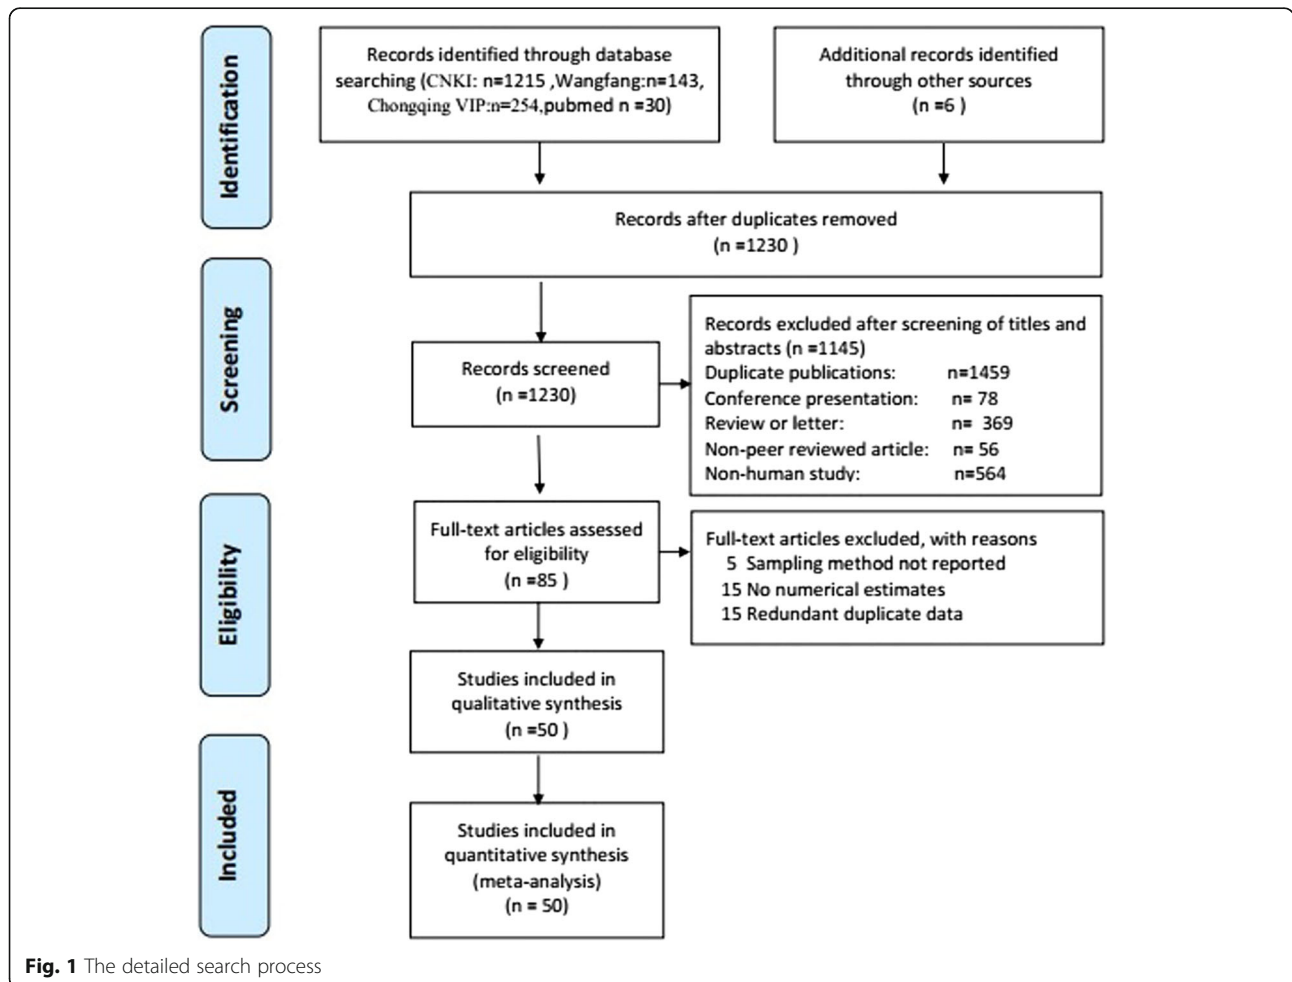 Identification
Records identified through database
searching (CNKI: n=1215 ,Wangfang:n=143,
Chongqing VIP:n=254,pubmed n =30)
Additional records identified
through other sources
(n =6 )
Records after duplicates removed
(n =1230 )
Screening
Records screened
(n =1230)
Records excluded after screening of titles and
abstracts (n =1145)
Duplicate publications: n=1459
Conference presentation: n= 78
Review or letter: n= 369
Non-peer reviewed article: n= 56
Non-human study: n=564
Eligibility
Full-text articles assessed
for eligibility
(n =85 )
Full-text articles excluded, with reasons
5 Sampling method not reported
15 No numerical estimates
15 Redundant duplicate data
Studies included in
qualitative synthesis
(n =50 )
Included
Studies included in
quantitative synthesis
(meta-analysis)
(n = 50)
Fig. 1 The detailed search process